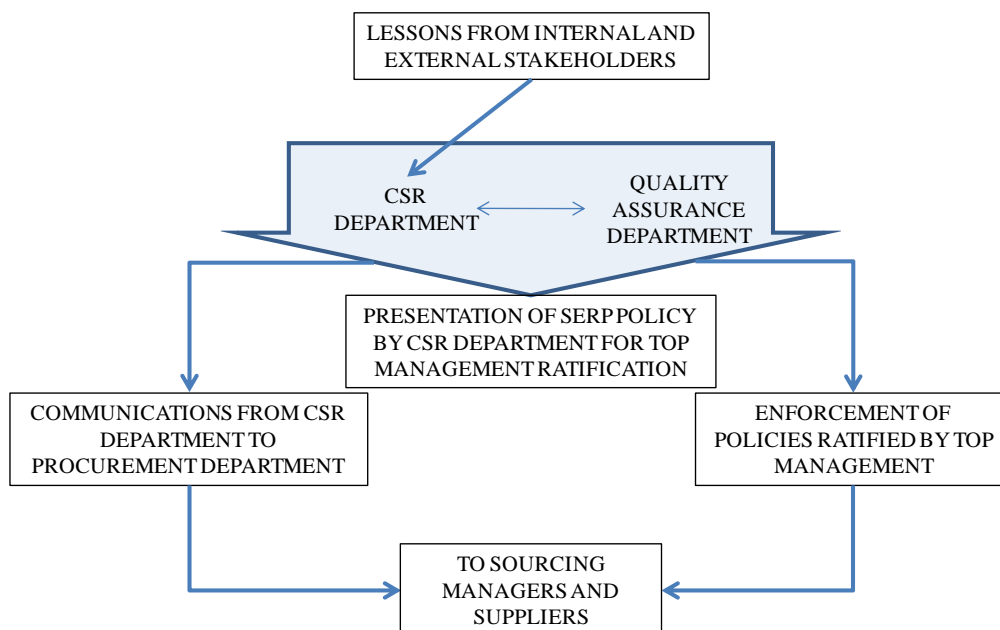 LESSONS FROM INTERNAL AND
EXTERNAL STAKEHOLDERS
CSR
DEPARTMENT
QUALITY
ASSURANCE
DEPARTMENT
PRESENTATION OF SERP POLICY
BY CSR DEPARTMENT FOR TOP
MANAGEMENT RATIFICATION
COMMUNICATIONS FROM CSR
DEPARTMENT TO
PROCUREMENT DEPARTMENT
ENFORCEMENT OF
POLICIES RATIFIED BY TOP
MANAGEMENT
TO SOURCING
MANAGERS AND
SUPPLIERS